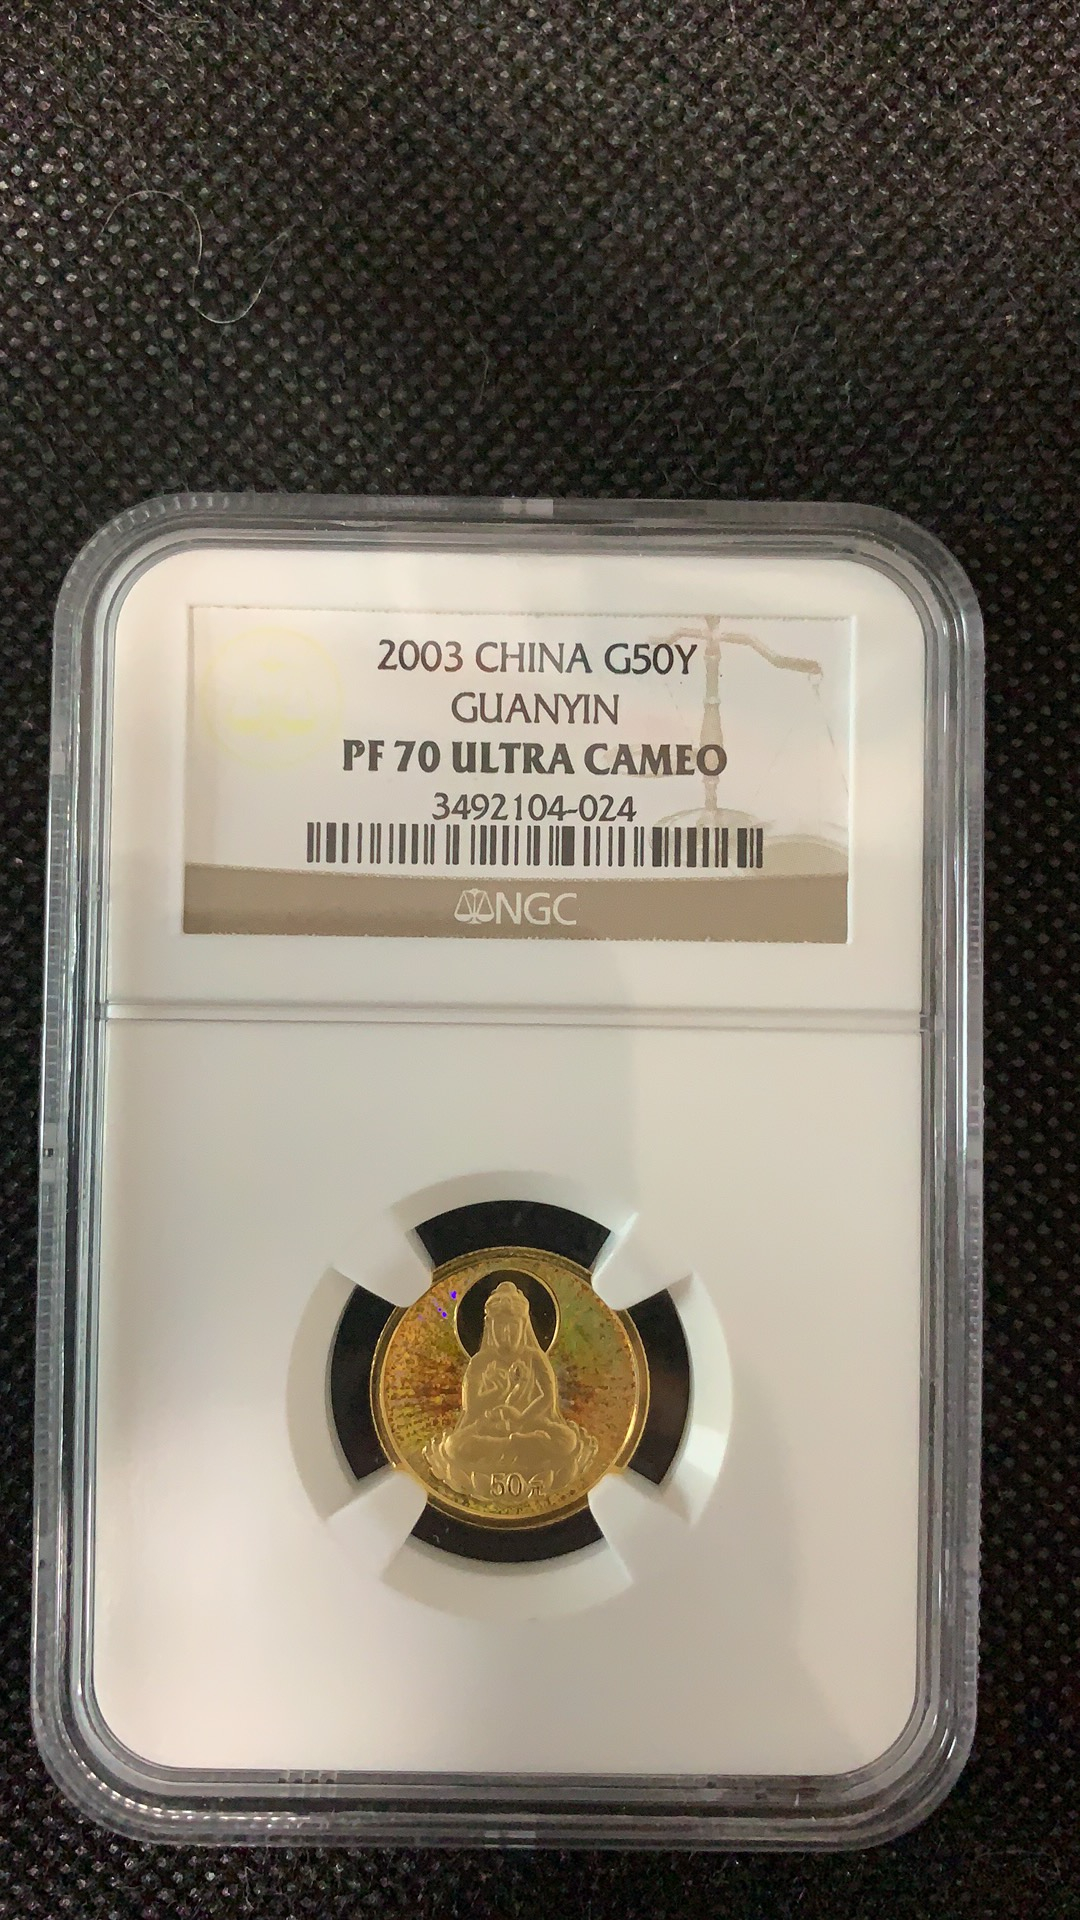 2003 CHINA G50Y
GUANYIN
PF 70 ULTRA CAMEO
3492104-024
NGC
50元